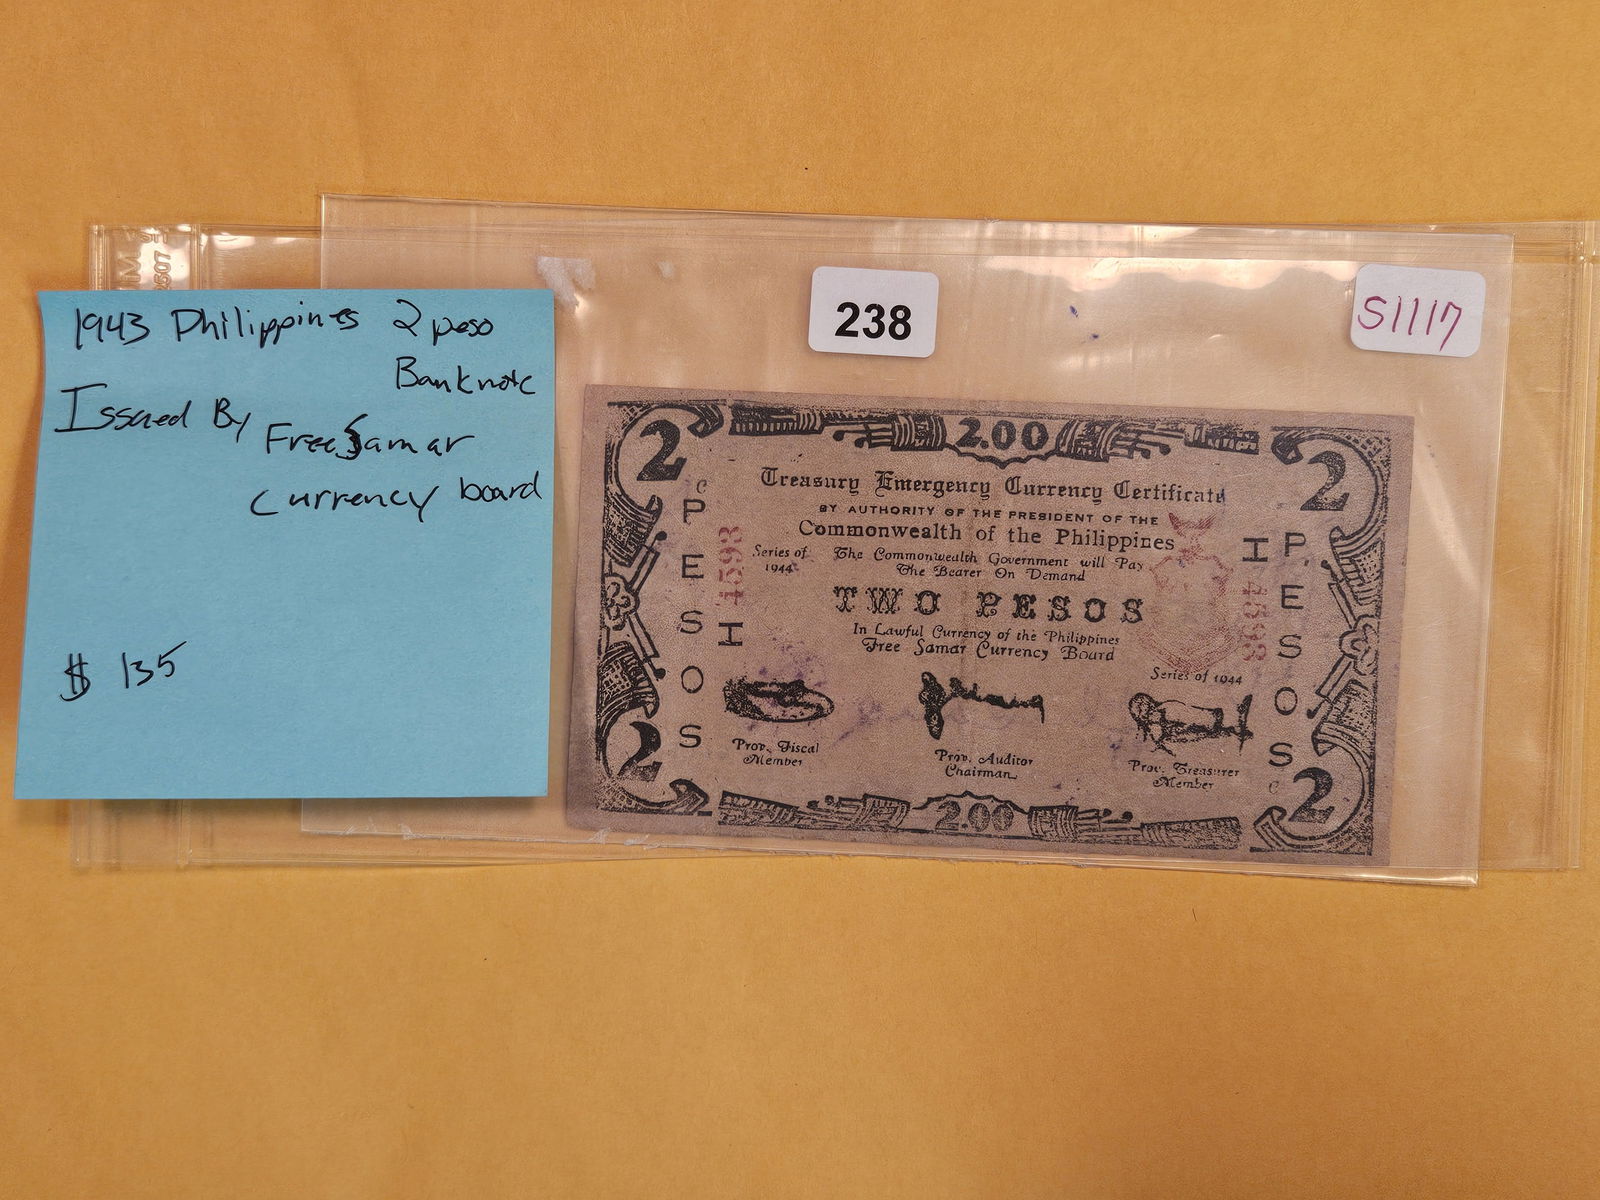 1943 Philippines 2 peso
Banknote
Issued By Free Samar
currency board
$ 135
238
S1117
2 2.00 2
Treasury Emergency Currency Certificate
BY AUTHORITY OF THE PRESIDENT OF THE
Commonwealth of the Philippines
Series of
1944
The Commonwealth Government will Pay
The Bearer On Demand
TWO PESOS
In Lawful Currency of the Philippines
Free Samar Currency Board
Series of 1944
PESOS
4593
I
I
4593
PESOS
Prov. Fiscal
Member
Prov. Auditor
Chairman
Prov. Treasurer
Member
2 2.00 2